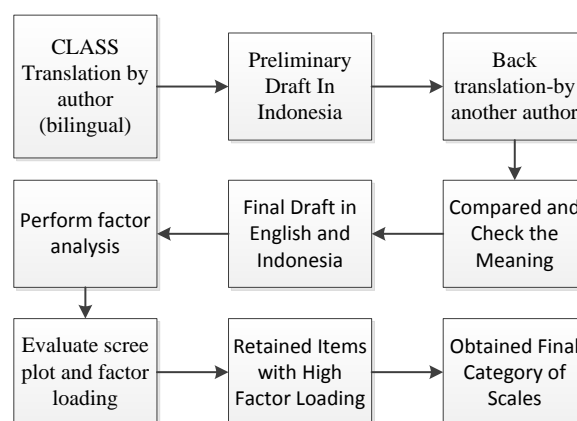 CLASS
Translation by
author
(bilingual)
Preliminary
Draft In
Indonesia
Back
translation-by
another author
Compared and
Check the
Meaning
Final Draft in
English and
Indonesia
Perform factor
analysis
Evaluate scree
plot and factor
loading
Retained Items
with High
Factor Loading
Obtained Final
Category of
Scales